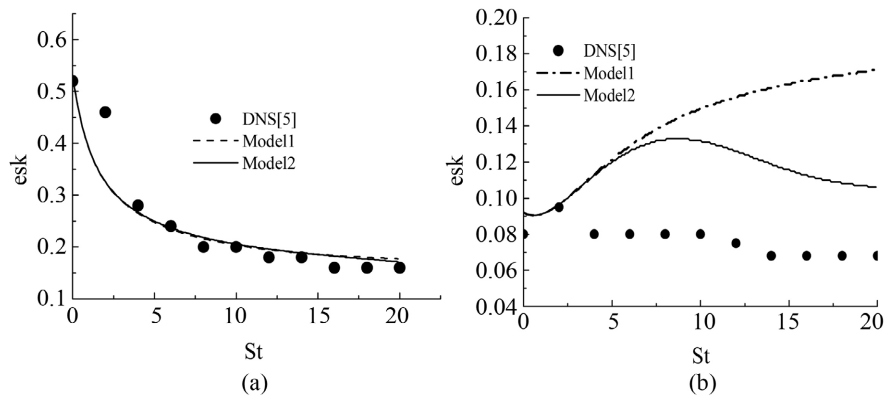 0.6
0.5
0.4
0.3
0.2
0.1
esk
DNS[5]
Model1
Model2
0 5 10 15 20
St
(a)
0.20
0.18
0.16
0.14
0.12
0.10
0.08
0.06
0.04
esk
DNS[5]
Model1
Model2
0 5 10 15 20
St
(b)